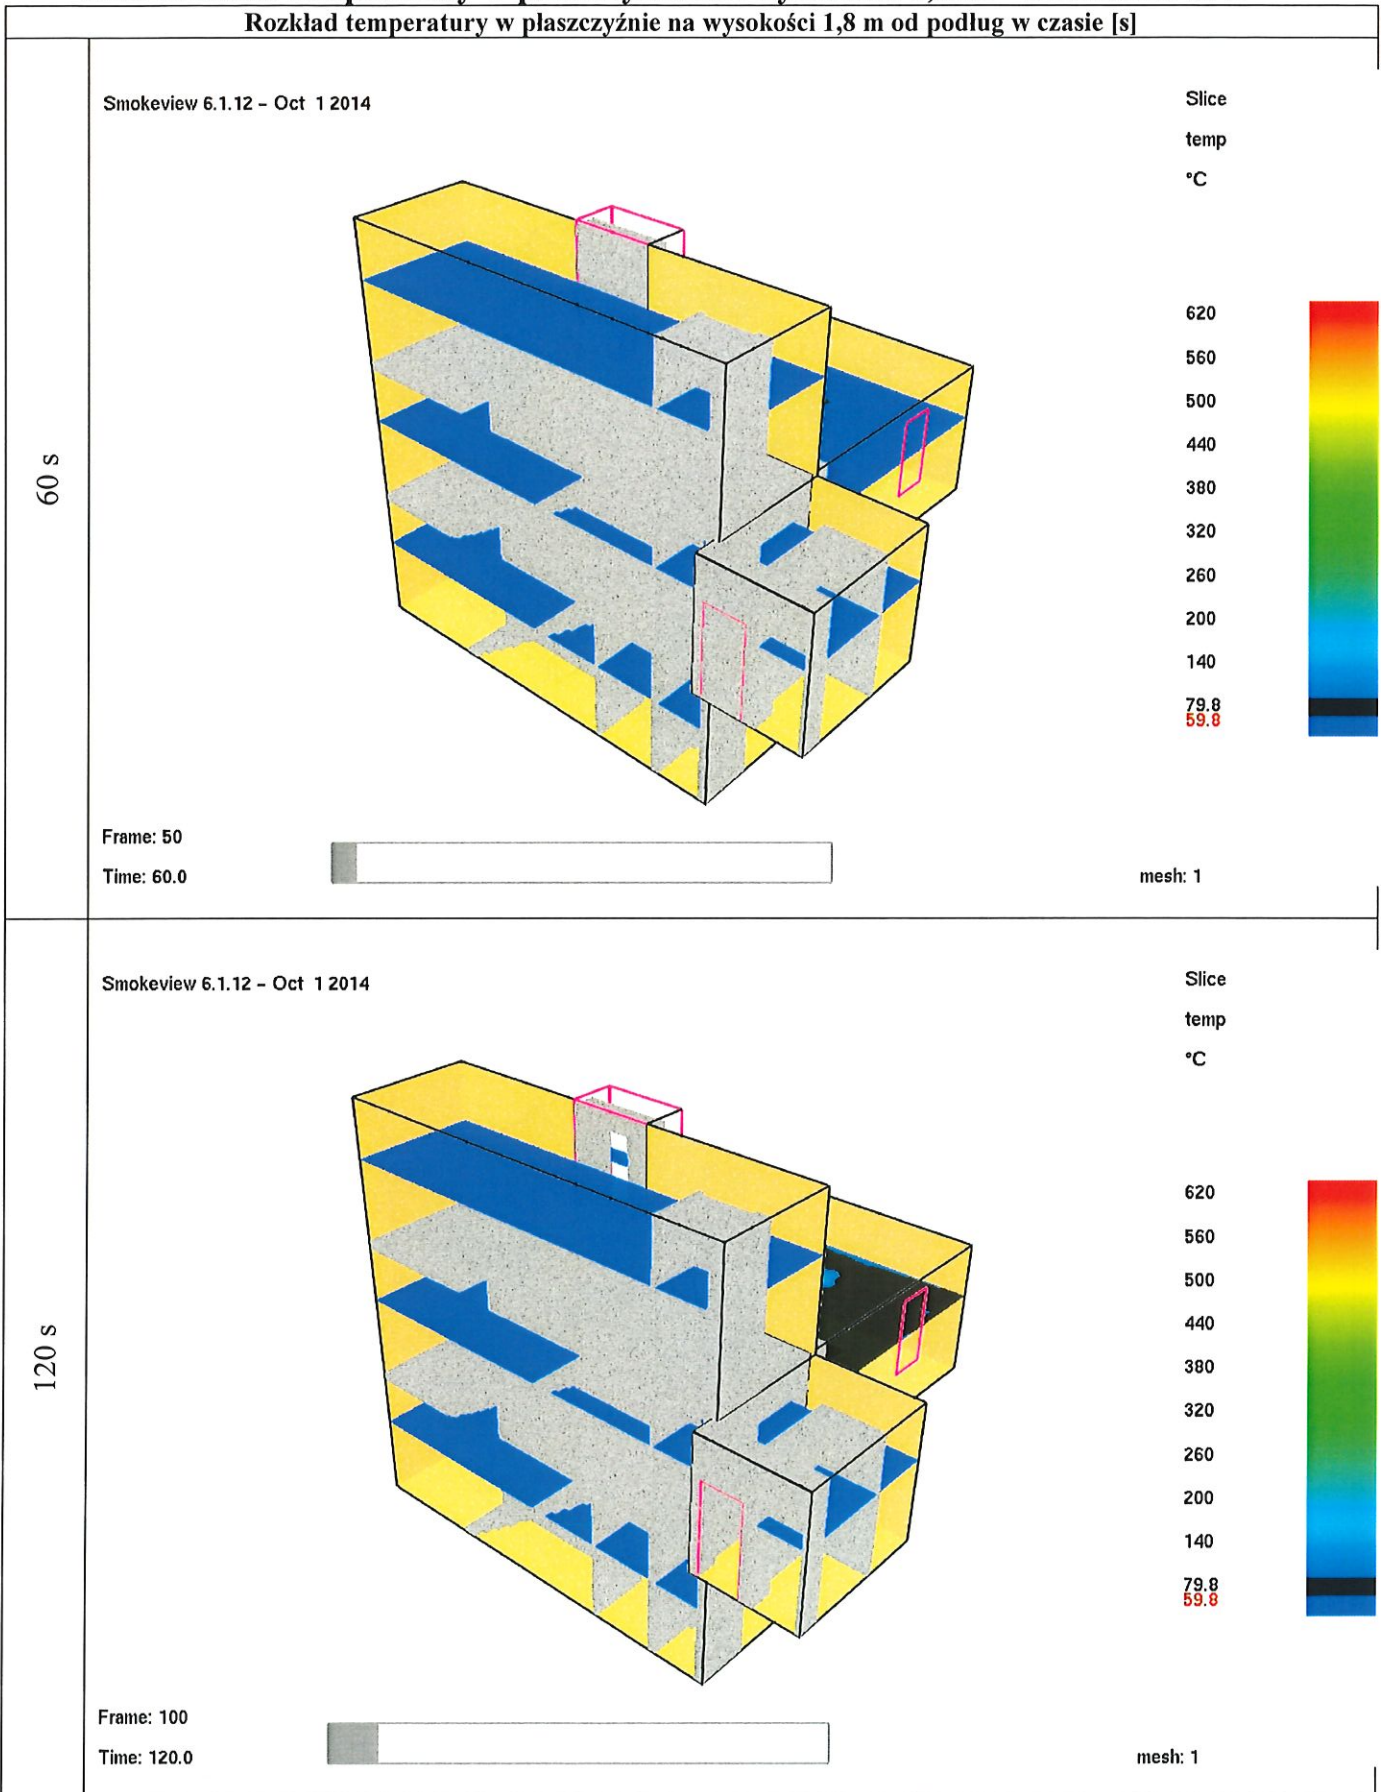 Rozkład temperatury w płaszczyźnie na wysokości 1,8 m od podług w czasie [s]
60 s
Smokeview 6.1.12 – Oct 1 2014
Slice
temp
°C
620
560
500
440
380
320
260
200
140
79.8
59.8
Frame: 50
Time: 60.0
mesh: 1
120 s
Smokeview 6.1.12 – Oct 1 2014
Slice
temp
°C
620
560
500
440
380
320
260
200
140
79.8
59.8
Frame: 100
Time: 120.0
mesh: 1